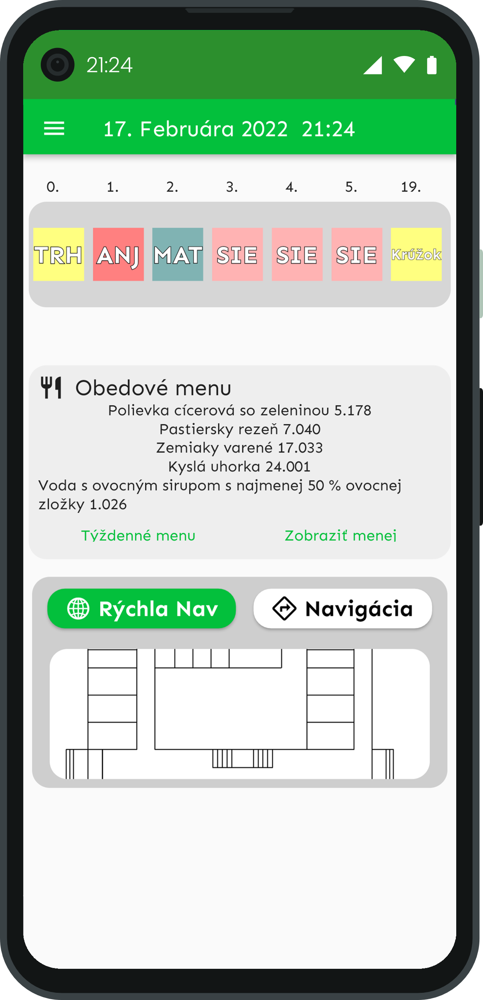 21:24
17. Februára 2022 21:24
0. 1. 2. 3. 4. 5. 19.
TRH ANJ MAT SIE SIE SIE Krúžok
Obedové menu
Polievka cícerová so zeleninou 5.178
Pastiersky rezeň 7.040
Zemiaky varené 17.033
Kyslá uhorka 24.001
Voda s ovocným sirupom s najmenej 50 % ovocnej
zložky 1.026
Týždenné menu Zobraziť menej
Rýchla Nav Navigácia